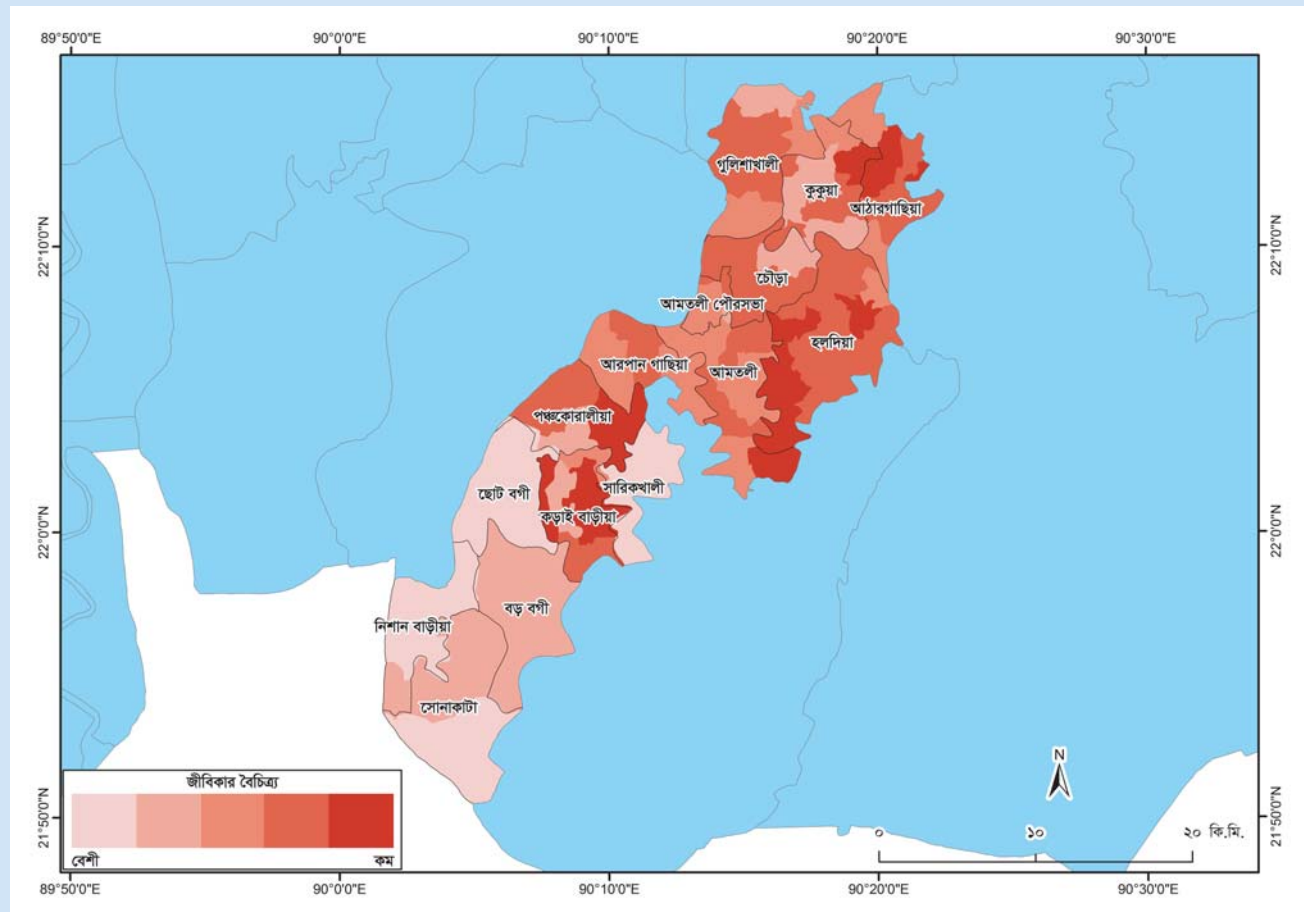 89°50'0"E 90°0'0"E 90°10'0"E 90°20'0"E 90°30'0"E
22°10'0"N 22°10'0"N
22°0'0"N 22°0'0"N
21°50'0"N 21°50'0"N
গুলিশাখালী
কুকুয়া
আঠারগাছিয়া
চৌড়া
আমতলী পৌরসভা
হলদিয়া
আরপান গাছিয়া
আমতলী
পঞ্চকোরালীয়া
ছোট বগী
সারিকখালী
কড়াই বাড়ীয়া
বড় বগী
নিশান বাড়ীয়া
সোনাকাটা
জীবিকার বৈচিত্র্য
বেশী কম
N
০ ১০ ২০ কি.মি.
89°50'0"E 90°0'0"E 90°10'0"E 90°20'0"E 90°30'0"E